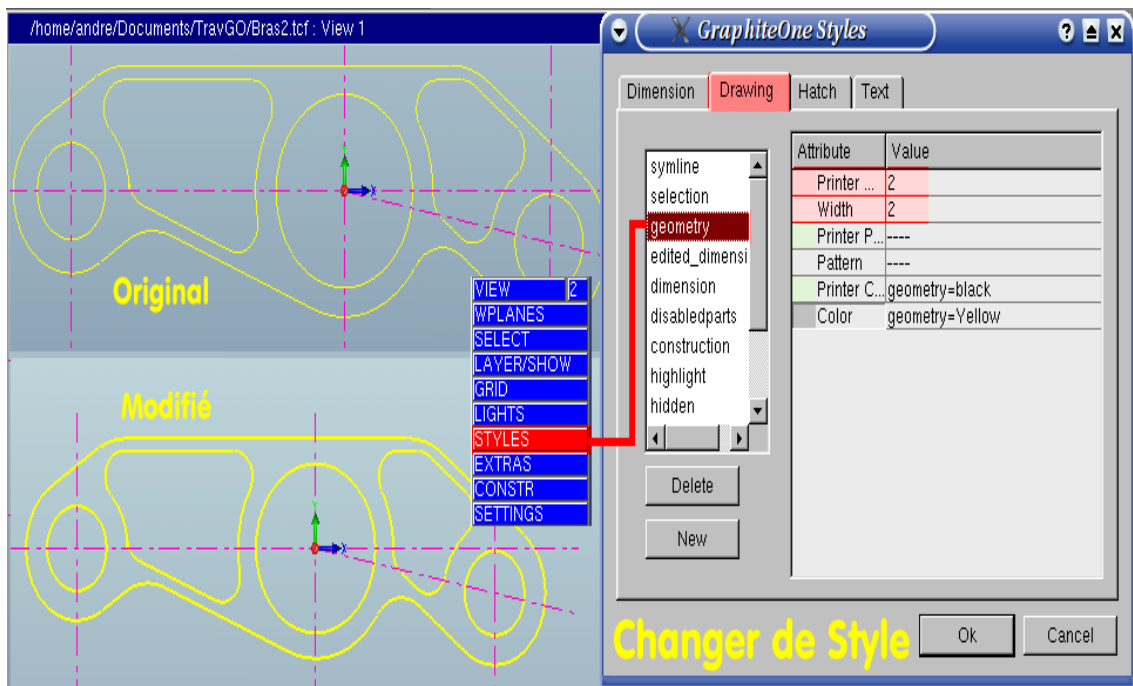 /home/andre/Documents/TravGO/Bras2.tcf : View 1
Y
X
Original
VIEW 2
WPLANES
SELECT
LAYER/SHOW
GRID
LIGHTS
STYLES
EXTRAS
CONSTR
SETTINGS
Modifié
Y
X
GraphiteOne Styles
?
Dimension Drawing Hatch Text
symline
selection
geometry
edited_dimensi
dimension
disabledparts
construction
highlight
hidden
Delete
New
Attribute Value
Printer ... 2
Width 2
Printer P... ----
Pattern ----
Printer C... geometry=black
Color geometry=Yellow
Changer de Style
Ok Cancel